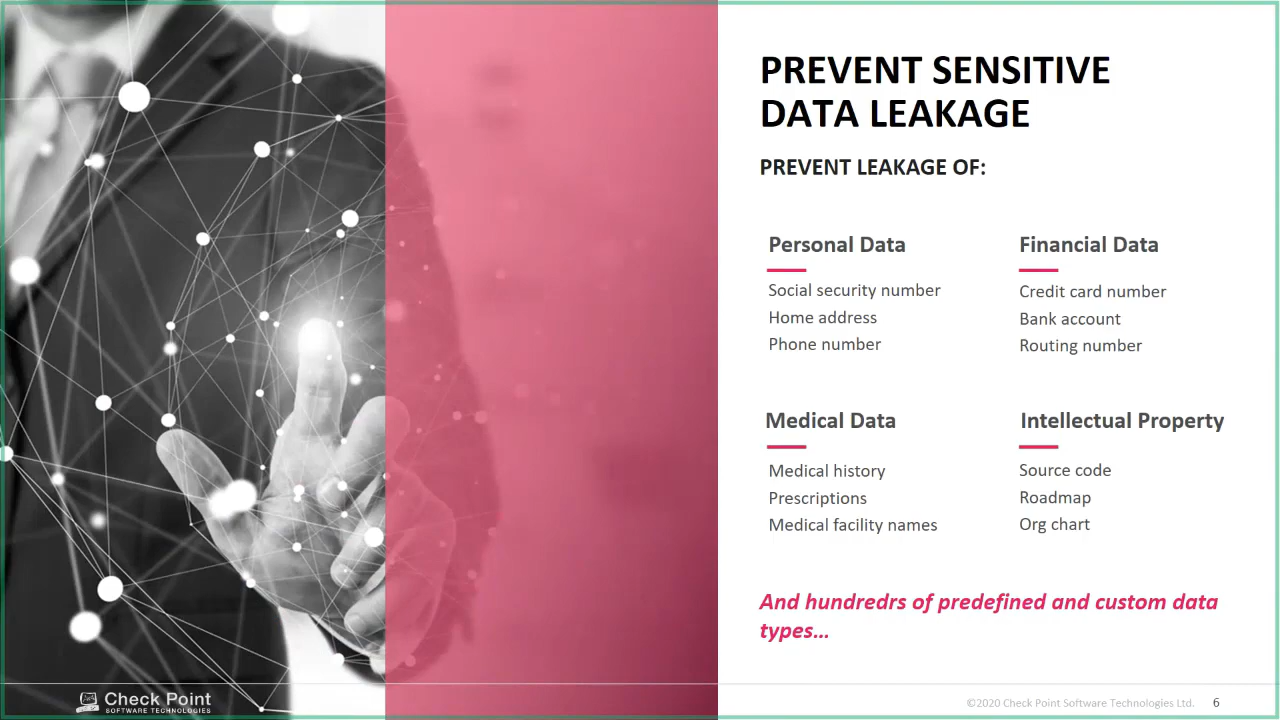 PREVENT SENSITIVE
DATA LEAKAGE
PREVENT LEAKAGE OF:
Personal Data
Social security number
Home address
Phone number
Financial Data
Credit card number
Bank account
Routing number
Medical Data
Medical history
Prescriptions
Medical facility names
Intellectual Property
Source code
Roadmap
Org chart
And hundredrs of predefined and custom data
types…
Check Point
SOFTWARE TECHNOLOGIES
©2020 Check Point Software Technologies Ltd.
6